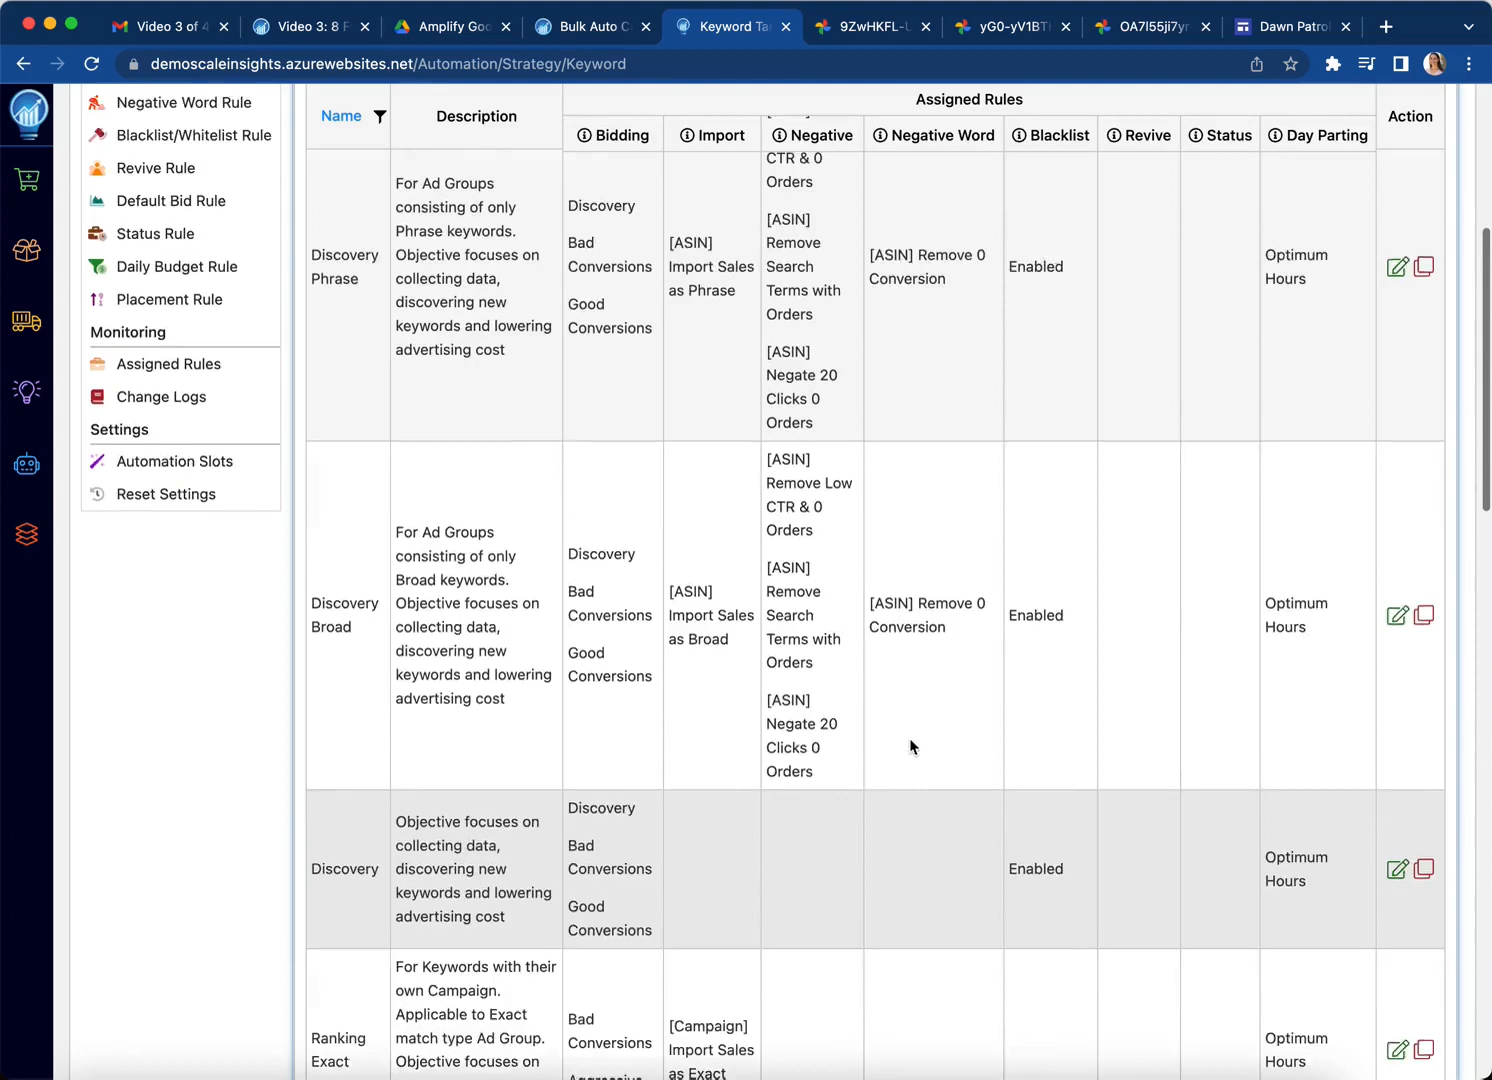 Video 3 of 4
Video 3: 8 F
Amplify Goo
Bulk Auto C
Keyword Ta
9ZwHKFL-U
yG0-yV1BT
OA7l55ji7y
Dawn Patro
demoscaleinsights.azurewebsites.net/Automation/Strategy/Keyword
Negative Word Rule
Blacklist/Whitelist Rule
Revive Rule
Default Bid Rule
Status Rule
Daily Budget Rule
Placement Rule
Monitoring
Assigned Rules
Change Logs
Settings
Automation Slots
Reset Settings
Name
Description
Assigned Rules
Action
Bidding
Import
Negative
Negative Word
Blacklist
Revive
Status
Day Parting
Discovery
Phrase
For Ad Groups
consisting of only
Phrase keywords.
Objective focuses on
collecting data,
discovering new
keywords and lowering
advertising cost
Discovery
Bad
Conversions
Good
Conversions
[ASIN]
Import Sales
as Phrase
CTR & 0
Orders
[ASIN]
Remove
Search
Terms with
Orders
[ASIN]
Negate 20
Clicks 0
Orders
[ASIN] Remove 0
Conversion
Enabled
Optimum
Hours
Discovery
Broad
For Ad Groups
consisting of only
Broad keywords.
Objective focuses on
collecting data,
discovering new
keywords and lowering
advertising cost
Discovery
Bad
Conversions
Good
Conversions
[ASIN]
Import Sales
as Broad
[ASIN]
Remove Low
CTR & 0
Orders
[ASIN]
Remove
Search
Terms with
Orders
[ASIN]
Negate 20
Clicks 0
Orders
[ASIN] Remove 0
Conversion
Enabled
Optimum
Hours
Discovery
Objective focuses on
collecting data,
discovering new
keywords and lowering
advertising cost
Discovery
Bad
Conversions
Good
Conversions
Enabled
Optimum
Hours
Ranking
Exact
For Keywords with their
own Campaign.
Applicable to Exact
match type Ad Group.
Objective focuses on
Bad
Conversions
Aggressive
[Campaign]
Import Sales
as Exact
Optimum
Hours